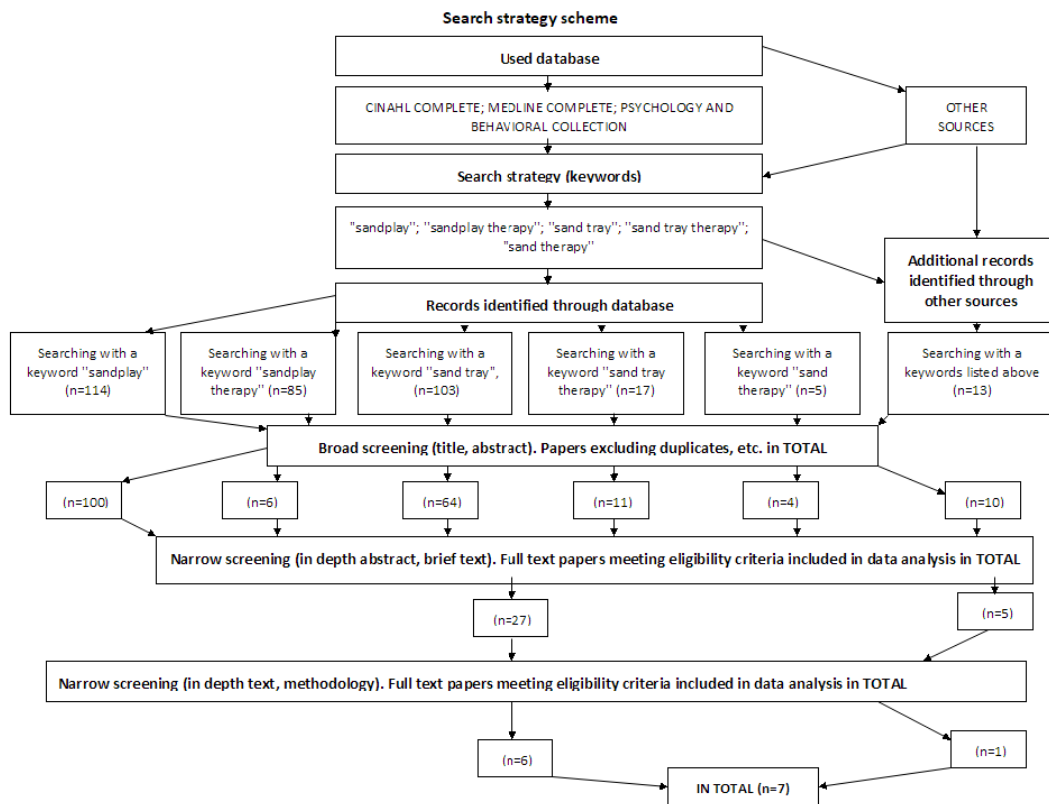 Search strategy scheme
Used database
CINAHL COMPLETE; MEDLINE COMPLETE; PSYCHOLOGY AND
BEHAVIORAL COLLECTION
OTHER
SOURCES
Search strategy (keywords)
"sandplay"; "sandplay therapy"; "sand tray"; "sand tray therapy";
"sand therapy"
Additional records
identified through
other sources
Records identified through database
Searching with a
keyword "sandplay"
(n=114)
Searching with a
keyword "sandplay
therapy" (n=85)
Searching with a
keyword "sand tray",
(n=103)
Searching with a
keyword "sand tray
therapy" (n=17)
Searching with a
keyword "sand
therapy" (n=5)
Searching with a
keywords listed above
(n=13)
Broad screening (title, abstract). Papers excluding duplicates, etc. in TOTAL
(n=100)
(n=6)
(n=64)
(n=11)
(n=4)
(n=10)
Narrow screening (in depth abstract, brief text). Full text papers meeting eligibility criteria included in data analysis in TOTAL
(n=27)
(n=5)
Narrow screening (in depth text, methodology). Full text papers meeting eligibility criteria included in data analysis in TOTAL
(n=6)
(n=1)
IN TOTAL (n=7)